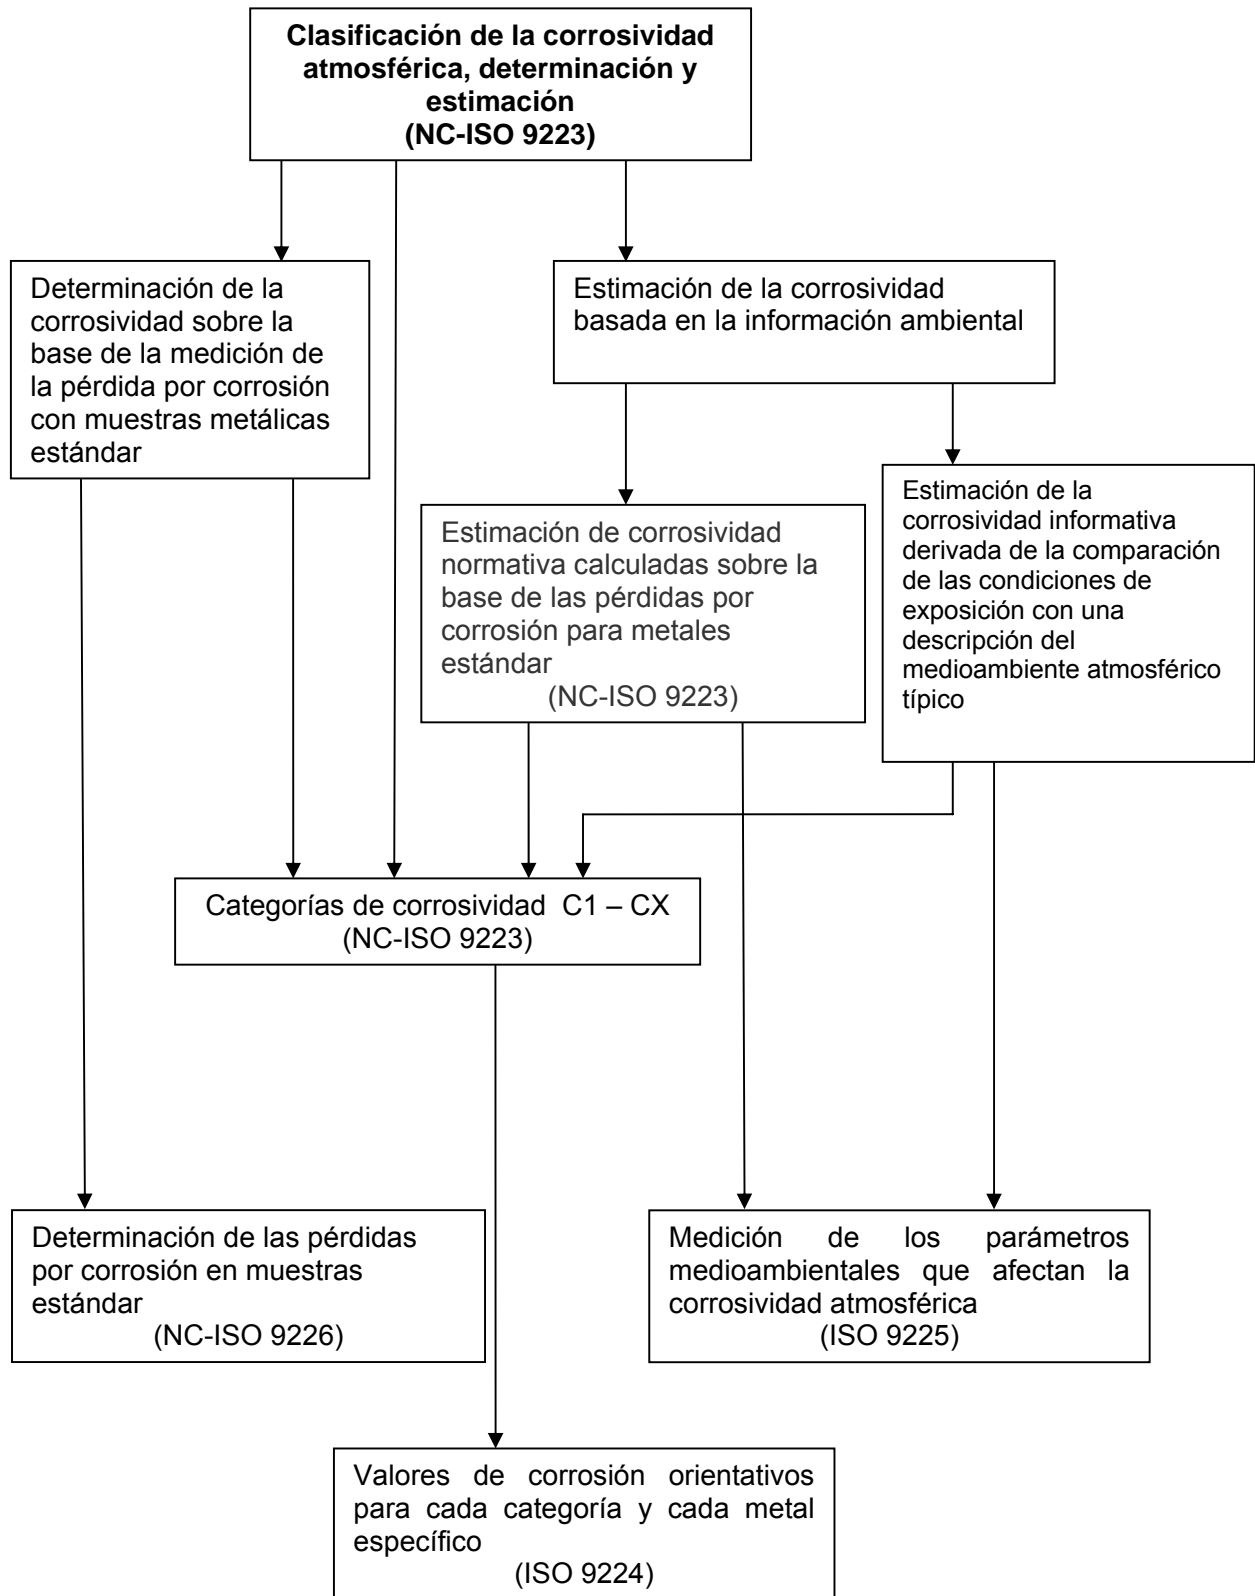 Clasificación de la corrosividad
atmosférica, determinación y
estimación
(NC-ISO 9223)
Determinación de la
corrosividad sobre la
base de la medición de
la pérdida por corrosión
con muestras metálicas
estándar
Estimación de la corrosividad
basada en la información ambiental
Estimación de corrosividad
normativa calculadas sobre la
base de las pérdidas por
corrosión para metales
estándar
(NC-ISO 9223)
Estimación de la
corrosividad informativa
derivada de la comparación
de las condiciones de
exposición con una
descripción del
medioambiente atmosférico
típico
Categorías de corrosividad C1 – CX
(NC-ISO 9223)
Determinación de las pérdidas
por corrosión en muestras
estándar
(NC-ISO 9226)
Medición de los parámetros
medioambientales que afectan la
corrosividad atmosférica
(ISO 9225)
Valores de corrosión orientativos
para cada categoría y cada metal
específico
(ISO 9224)